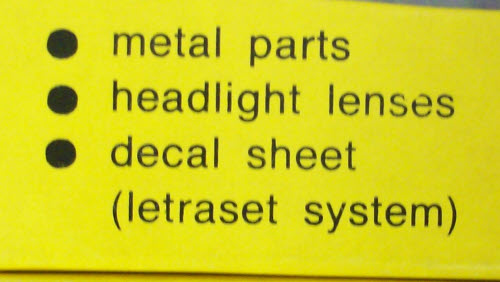 ● metal parts
● headlight lenses
● decal sheet
(letraset system)